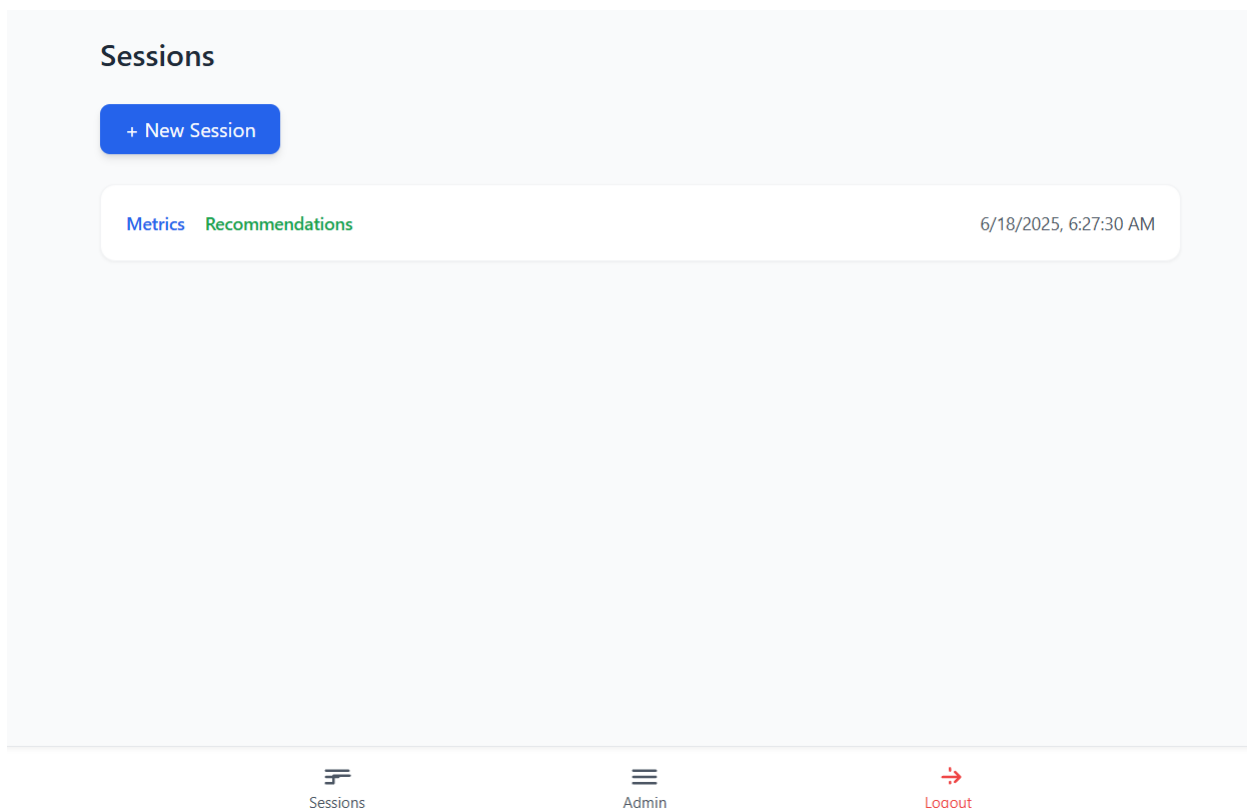 Sessions
+ New Session
Metrics Recommendations 6/18/2025, 6:27:30 AM
Sessions Admin Logout